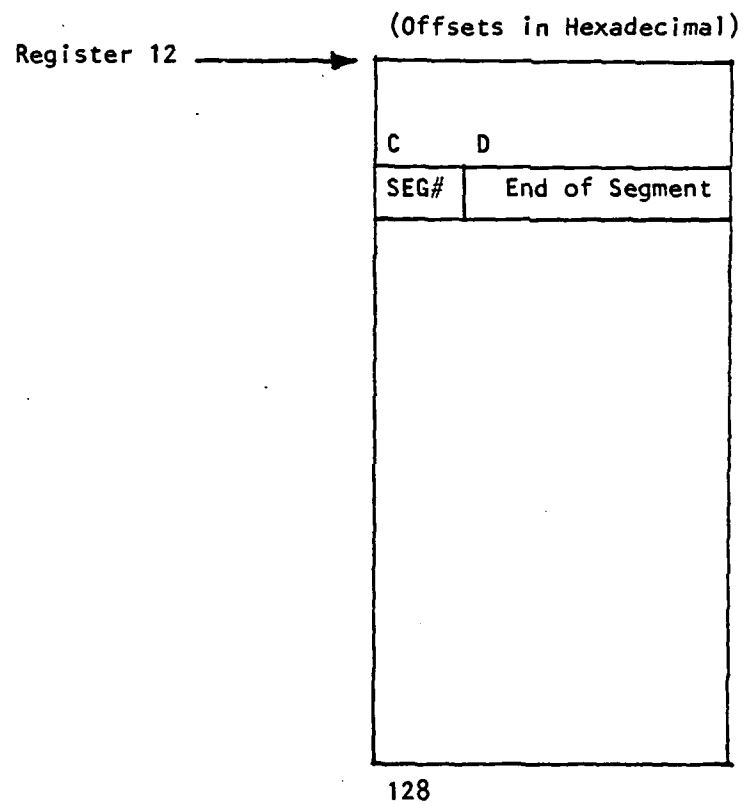 (Offsets in Hexadecimal)
Register 12
C D
SEG# End of Segment
128